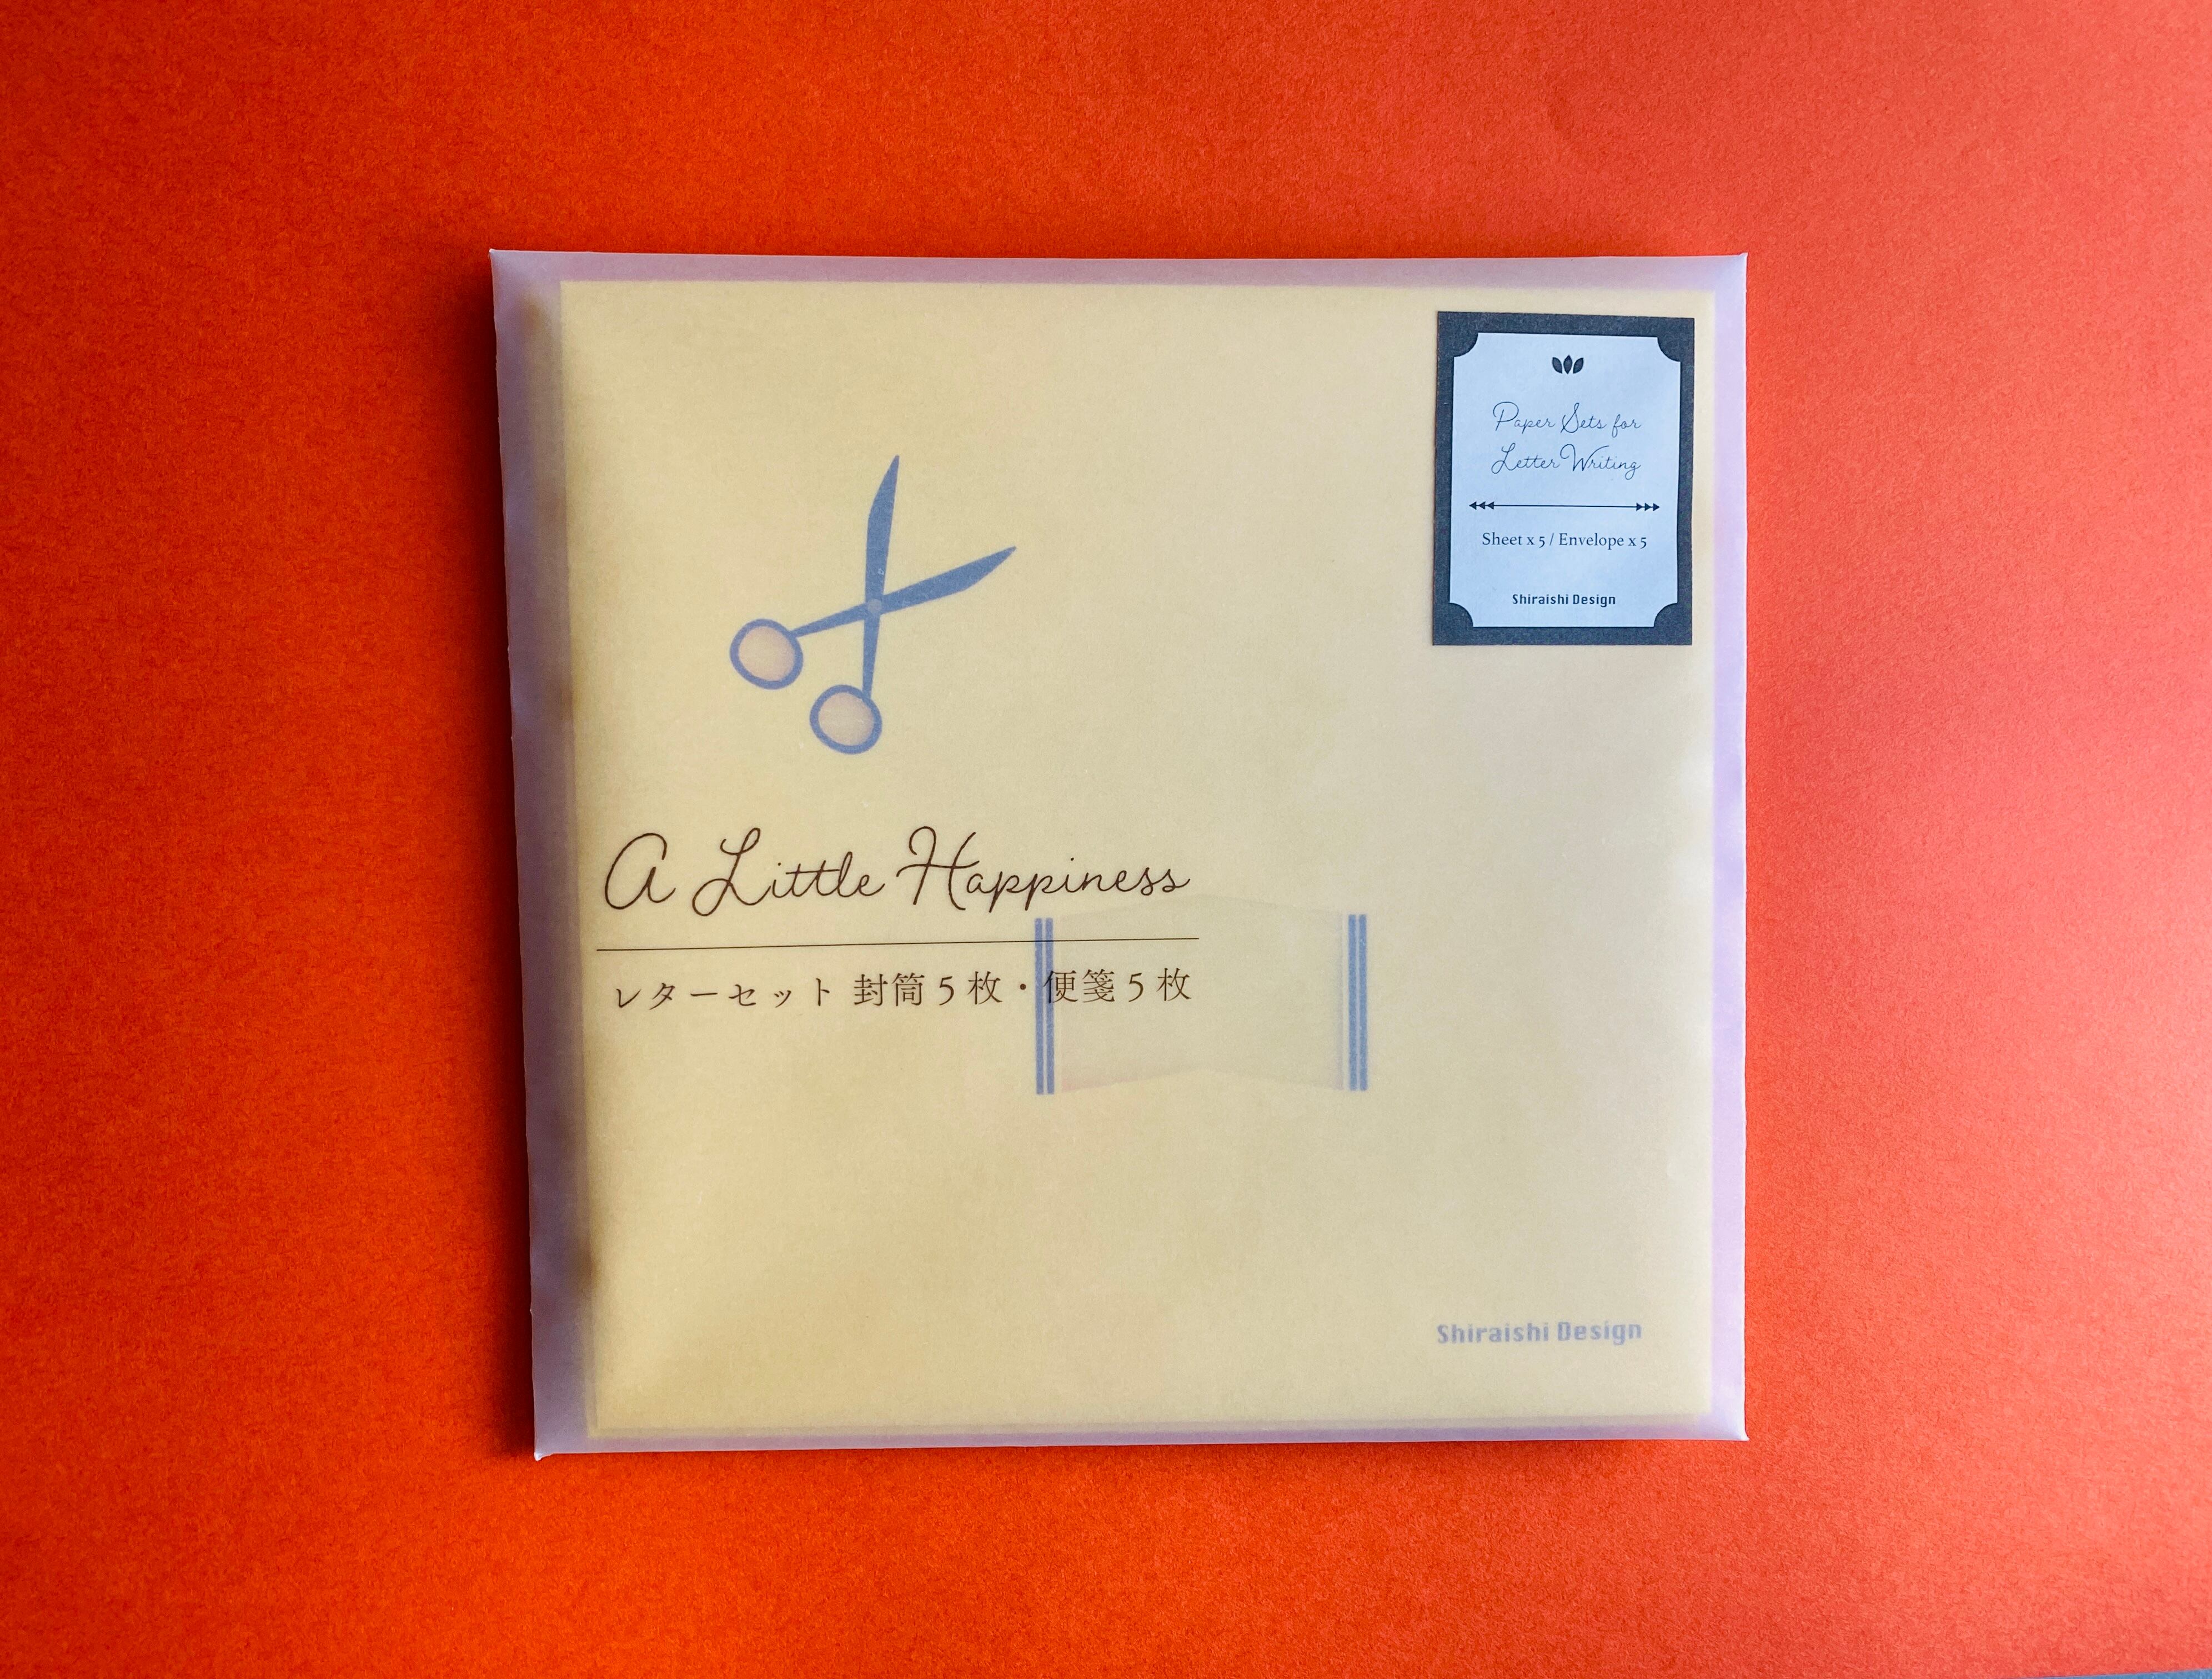 Paper Sets for
Letter Writing
Sheet x 5 / Envelope x 5
Shiraishi Design
A Little Happiness
レターセット 封筒5枚・便箋5枚
Shiraishi Design